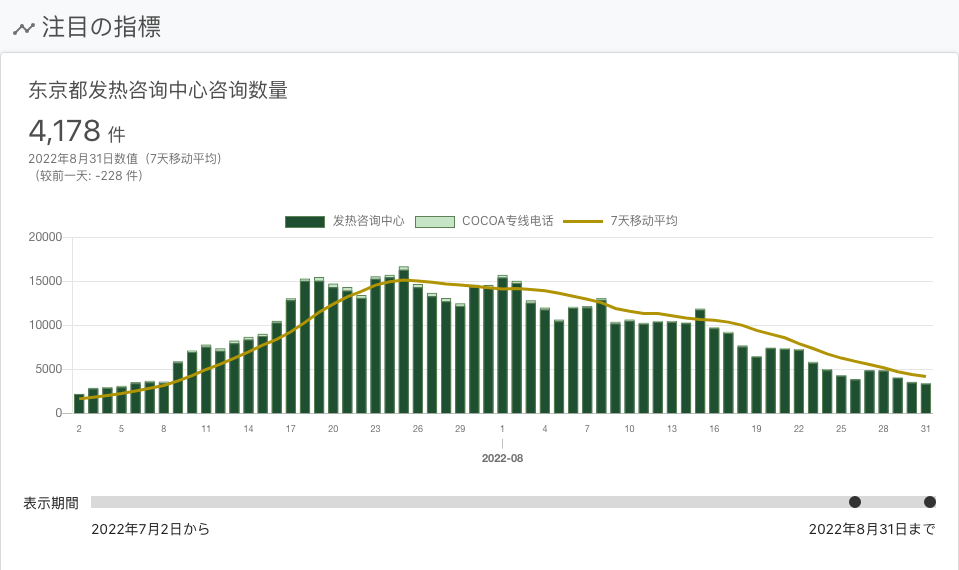 注目の指標
东京都发热咨询中心咨询数量
4,178 件
2022年8月31日数值（7天移动平均）
（较前一天: -228 件）
发热咨询中心 COCOA专线电话 7天移动平均
20000
15000
10000
5000
0
2 5 8 11 14 17 20 23 26 29 1 4 7 10 13 16 19 22 25 28 31
2022-08
表示期間
2022年7月2日から 2022年8月31日まで